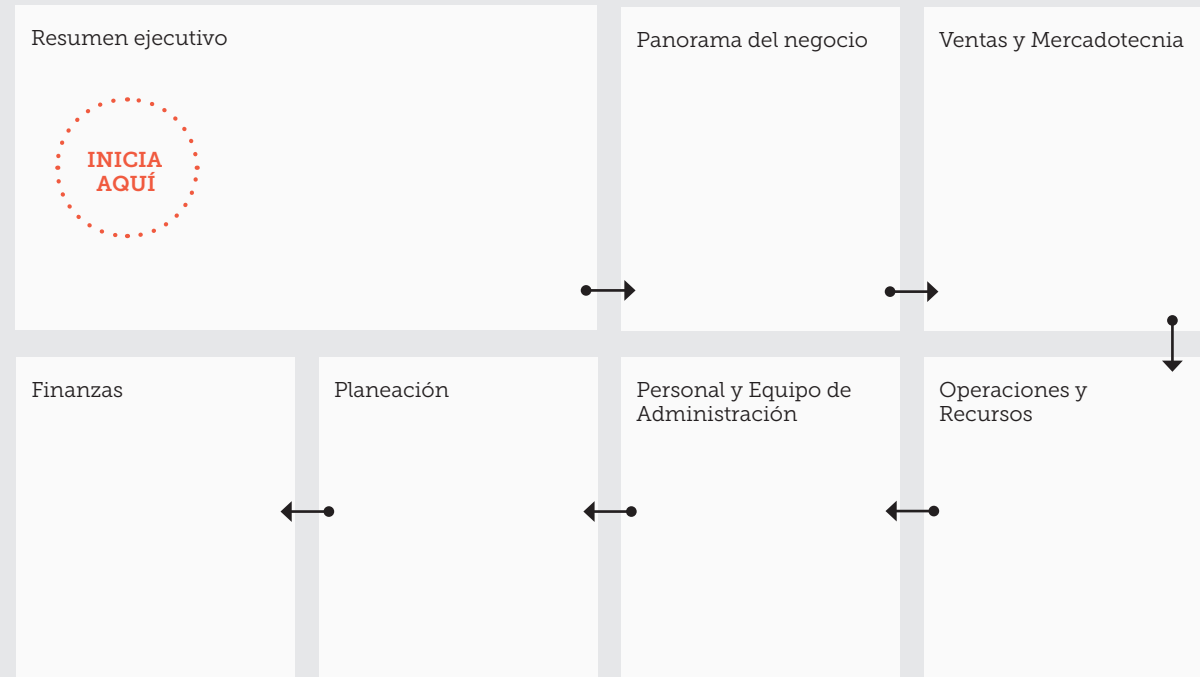 Resumen ejecutivo
INICIA
AQUÍ
Panorama del negocio
Ventas y Mercadotecnia
Finanzas
Planeación
Personal y Equipo de
Administración
Operaciones y
Recursos